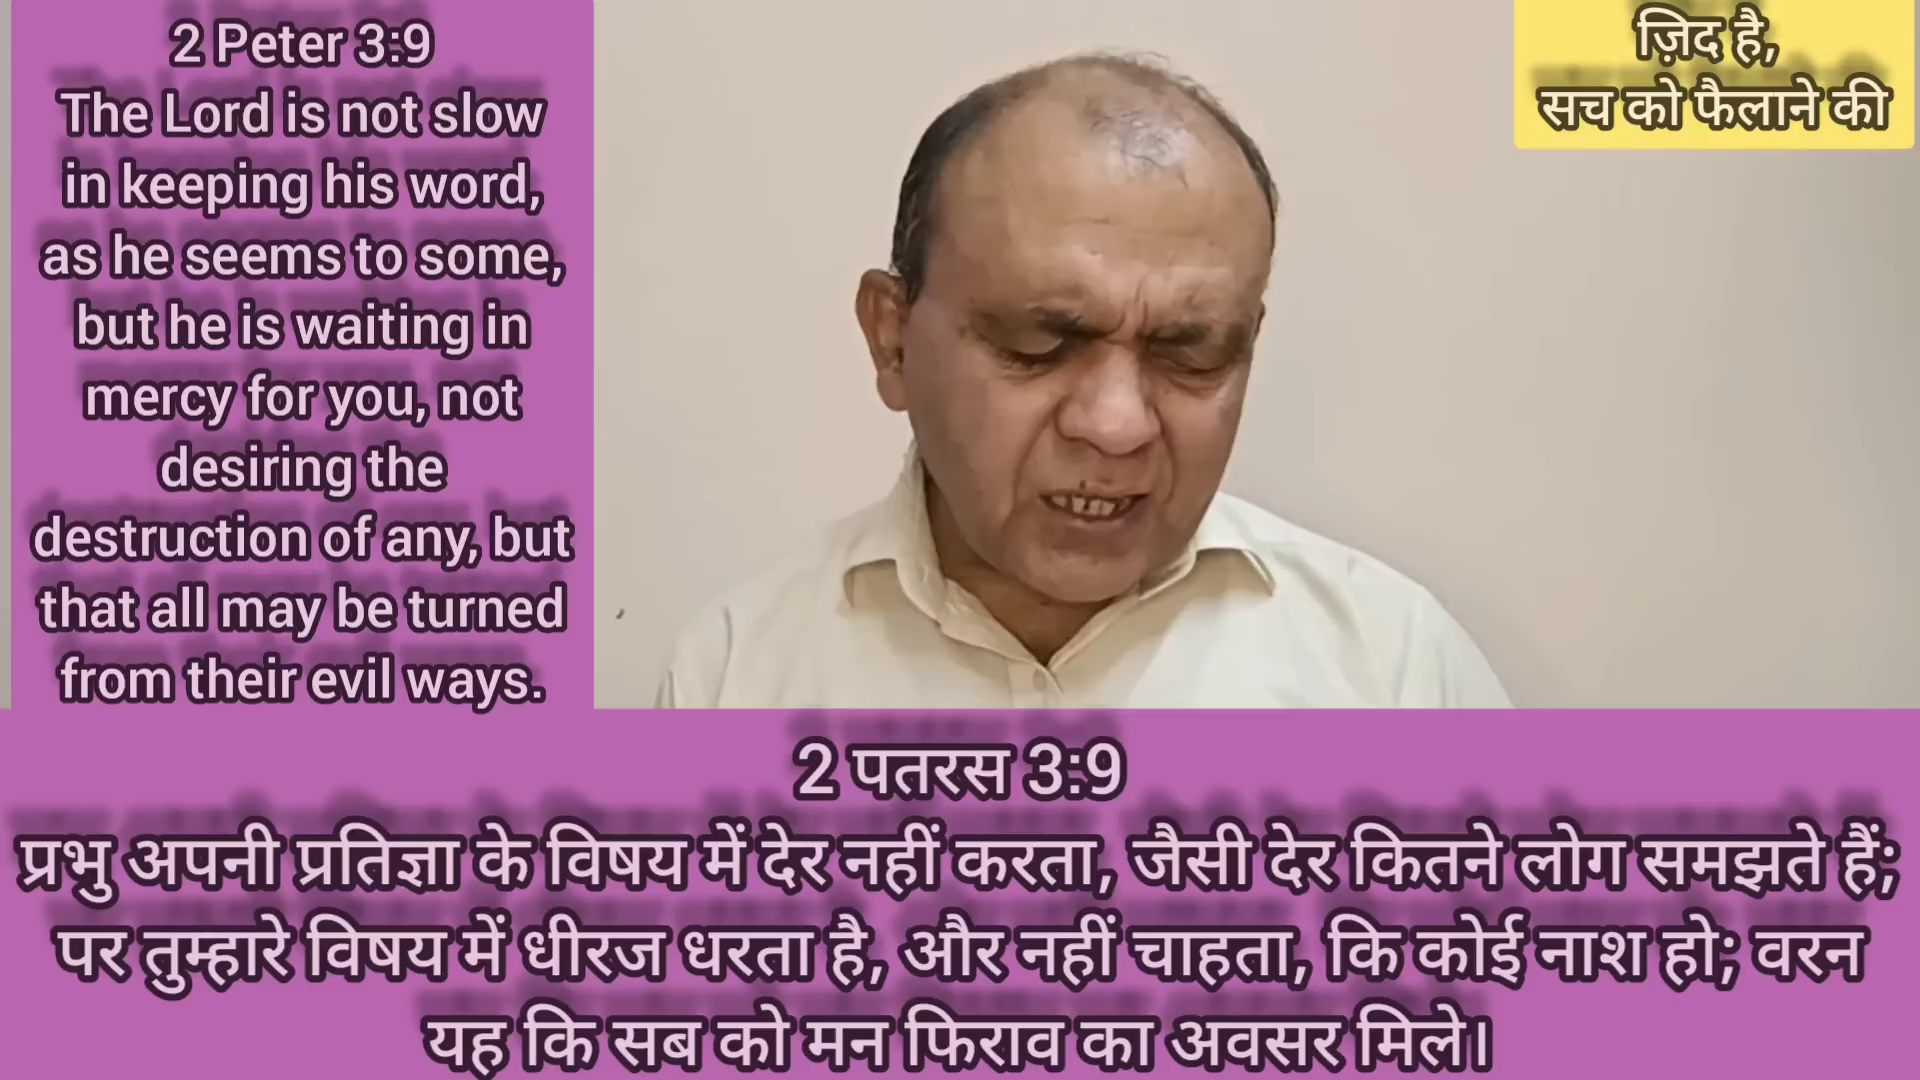 2 Peter 3:9
The Lord is not slow
in keeping his word,
as he seems to some,
but he is waiting in
mercy for you, not
desiring the
destruction of any, but
that all may be turned
from their evil ways.
ज़िद है,
सच को फैलाने की
2 पतरस 3:9
प्रभु अपनी प्रतिज्ञा के विषय में देर नहीं करता, जैसी देर कितने लोग समझते हैं;
पर तुम्हारे विषय में धीरज धरता है, और नहीं चाहता, कि कोई नाश हो; वरन
यह कि सब को मन फिराव का अवसर मिले।